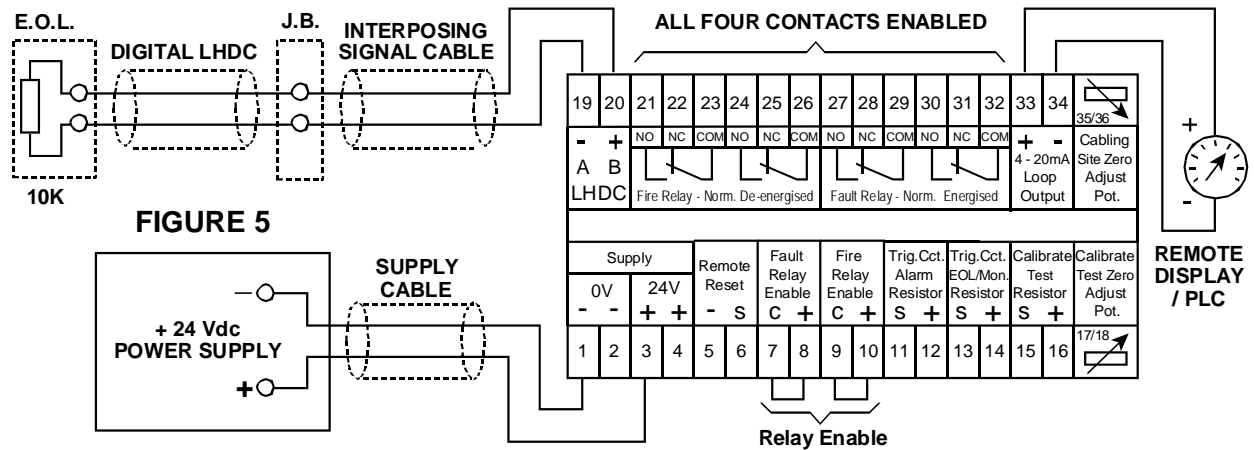 E.O.L.
J.B.
DIGITAL LHDC
INTERPOSING
SIGNAL CABLE
10K
ALL FOUR CONTACTS ENABLED
19 20 21 22 23 24 25 26 27 28 29 30 31 32 33 34 35/36
NO NC COM NO NC COM NO NC COM NO NC COM
- + + -
A B
LHDC
Fire Relay - Norm. De-energised
Fault Relay - Norm. Energised
4 - 20mA
Loop
Output
Cabling
Site Zero
Adjust
Pot.
+
-
REMOTE
DISPLAY
/ PLC
FIGURE 5
+ 24 Vdc
POWER SUPPLY
–
+
SUPPLY
CABLE
Supply
0V 24V
- - + +
Remote
Reset
- S
Fault
Relay
Enable
C +
Fire
Relay
Enable
C +
Trig.Cct.
Alarm
Resistor
S +
Trig.Cct.
EOL/Mon.
Resistor
S +
Calibrate
Test
Resistor
S +
Calibrate
Test Zero
Adjust
Pot.
1 2 3 4 5 6 7 8 9 10 11 12 13 14 15 16 17/18
Relay Enable